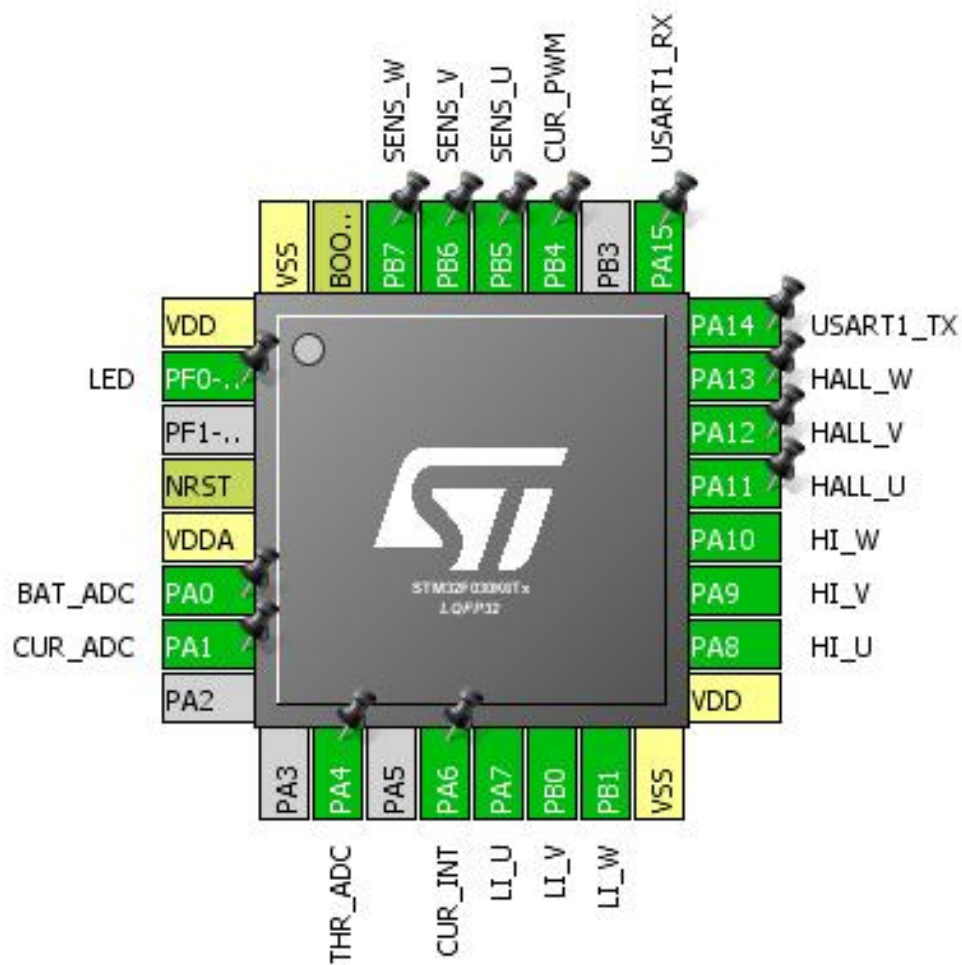 SENS_W
SENS_V
SENS_U
CUR_PWM
USART1_RX
VSS
BOO..
PB7
PB6
PB5
PB4
PB3
PA15
VDD
LED PF0-..
PF1-..
NRST
VDDA
BAT_ADC PA0
CUR_ADC PA1
PA2
STM32F030K6Tx
LQFP32
PA14 USART1_TX
PA13 HALL_W
PA12 HALL_V
PA11 HALL_U
PA10 HI_W
PA9 HI_V
PA8 HI_U
VDD
PA3
PA4
PA5
PA6
PA7
PB0
PB1
VSS
THR_ADC
CUR_INT
LI_U
LI_V
LI_W